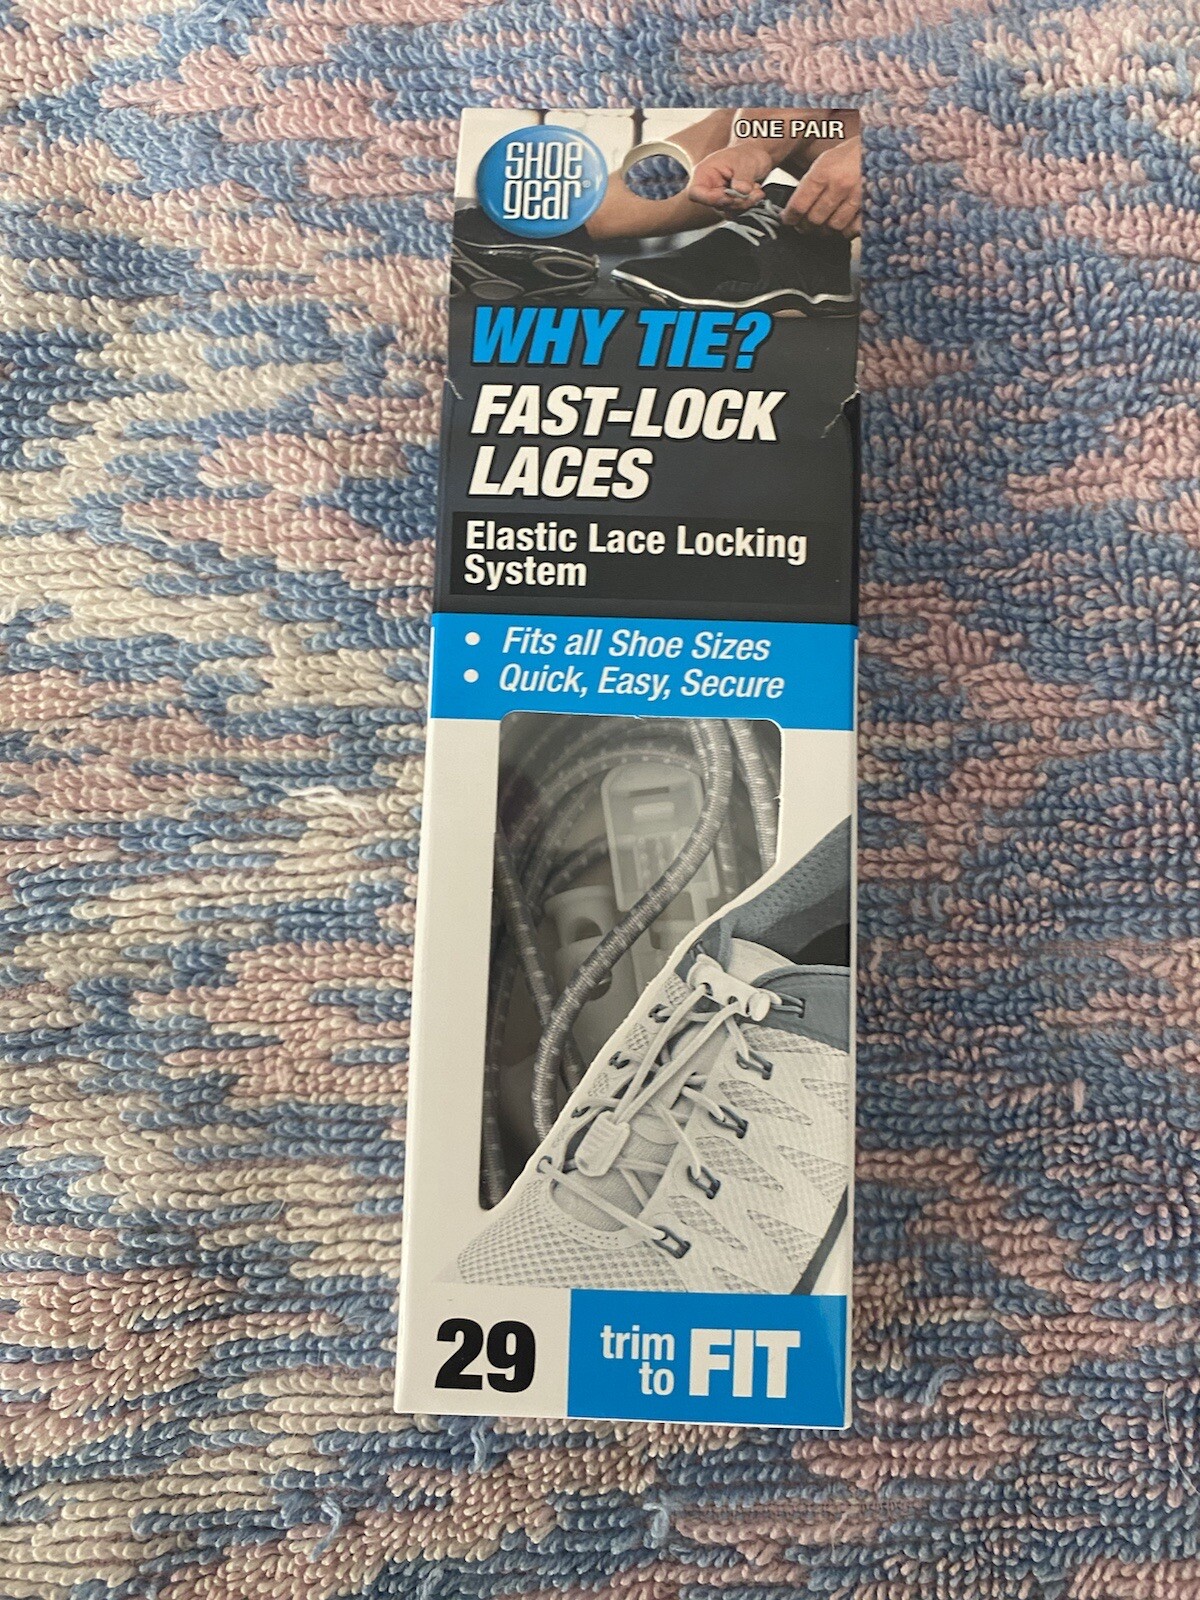 SHOE
gear®
ONE PAIR
WHY TIE?
FAST-LOCK
LACES
Elastic Lace Locking
System
• Fits all Shoe Sizes
• Quick, Easy, Secure
29
trim
to FIT